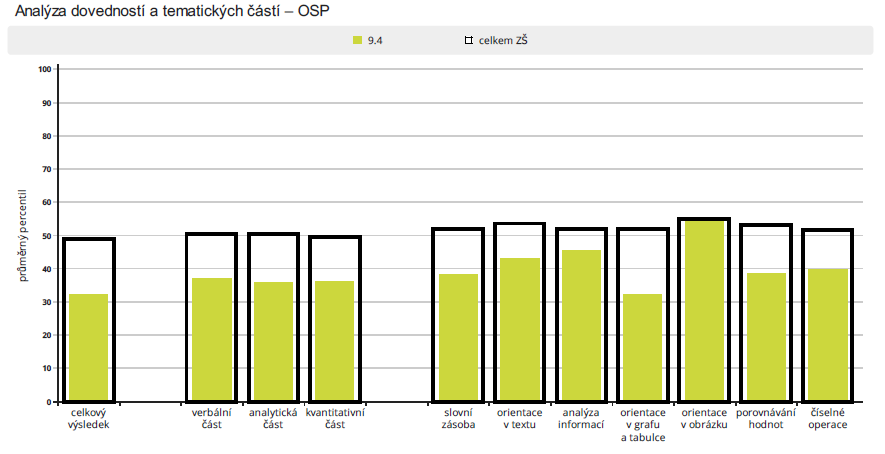 Analýza dovedností a tematických částí – OSP
9.4 celkem ZŠ
průměrný percentil
100
90
80
70
60
50
40
30
20
10
0
celkový
výsledek
verbální
část
analytická
část
kvantitativní
část
slovní
zásoba
orientace
v textu
analýza
informací
orientace
v grafu
a tabulce
orientace
v obrázku
porovnávání
hodnot
číselné
operace